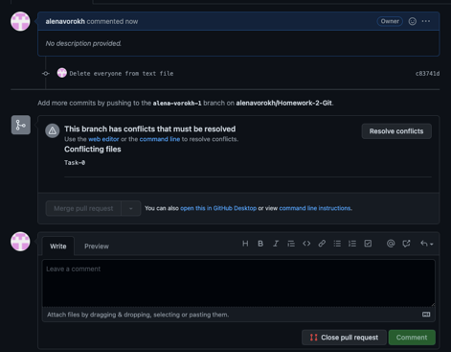 alenavorokh commented now
Owner
No description provided.
Delete everyone from text file
c83741d
Add more commits by pushing to the alena-vorokh-1 branch on alenavorokh/Homework-2-Git.
This branch has conflicts that must be resolved
Use the web editor or the command line to resolve conflicts.
Resolve conflicts
Conflicting files
Task-0
Merge pull request
You can also open this in GitHub Desktop or view command line instructions.
Write
Preview
Leave a comment
Attach files by dragging & dropping, selecting or pasting them.
Close pull request
Comment